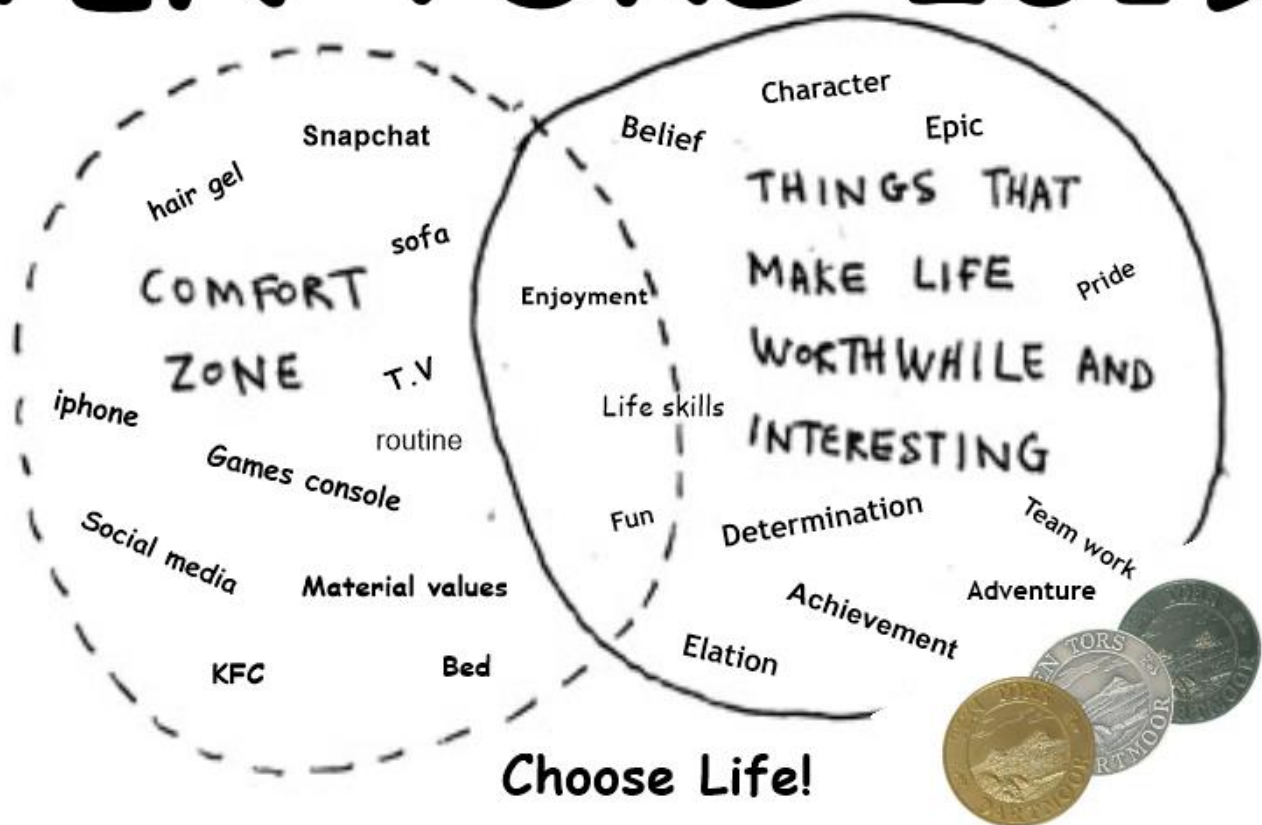 Character
Belief
Epic
Snapchat
hair gel
THINGS THAT
MAKE LIFE
WORTHWHILE AND
INTERESTING
sofa
COMFORT
ZONE
Enjoyment
Pride
T.V
iphone
Life skills
routine
Games console
Social media
Fun
Determination
Team work
Material values
Achievement
Adventure
Elation
KFC
Bed
Choose Life!
TEN TORS
DARTMOOR